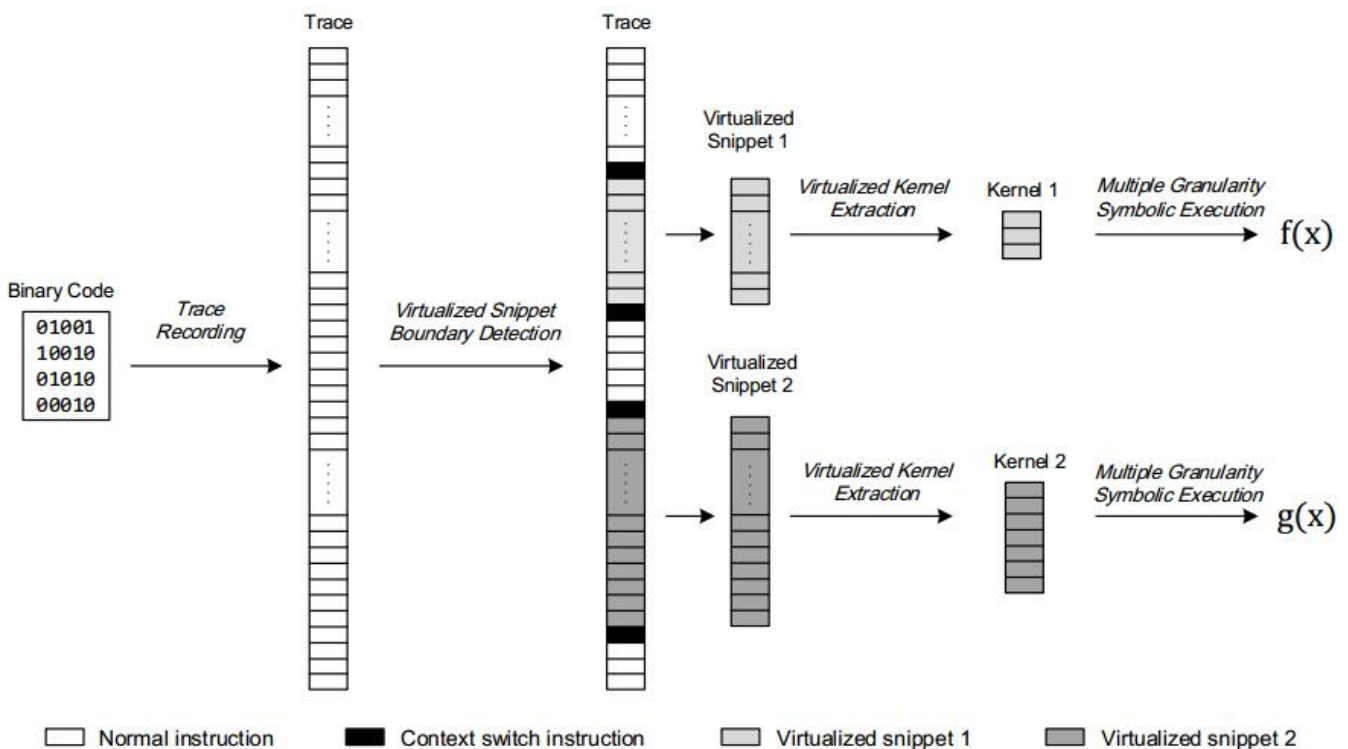 Trace
Trace
Virtualized
Snippet 1
Virtualized Kernel
Extraction
Kernel 1
Multiple Granularity
Symbolic Execution
f(x)
Binary Code
01001
10010
01010
00010
Trace
Recording
Virtualized Snippet
Boundary Detection
Virtualized
Snippet 2
Virtualized Kernel
Extraction
Kernel 2
Multiple Granularity
Symbolic Execution
g(x)
Normal instruction
Context switch instruction
Virtualized snippet 1
Virtualized snippet 2